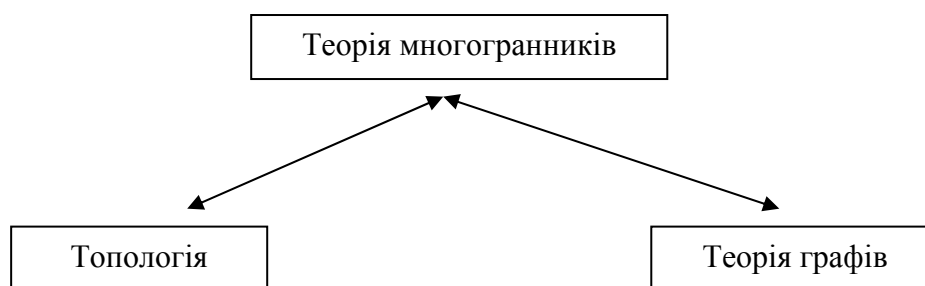 Теорія многогранників
Топологія
Теорія графів